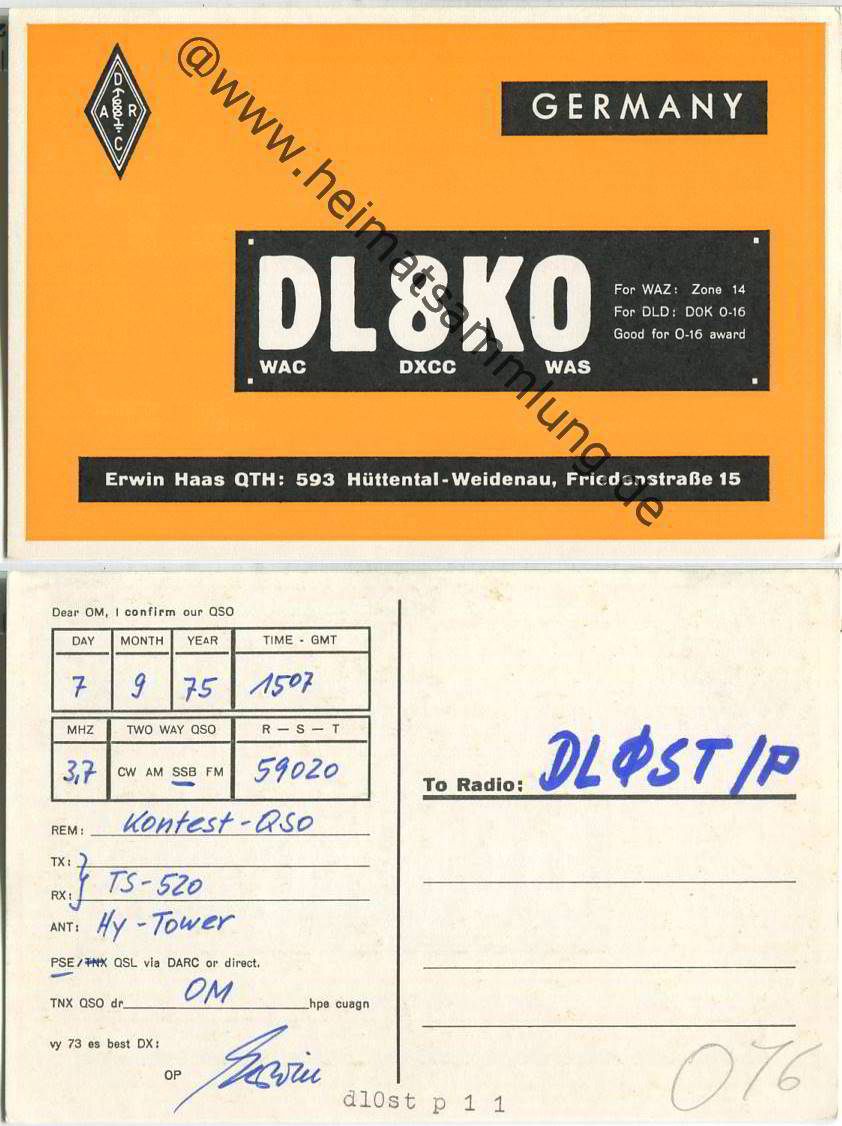 D
A R
C
GERMANY
@www.heimatsammlung.de
DL8KO
WAC DXCC WAS
For WAZ: Zone 14
For DLD: DOK O-16
Good for O-16 award
Erwin Haas QTH: 593 Hüttental-Weidenau, Friedenstraße 15
Dear OM, I confirm our QSO
DAY MONTH YEAR TIME - GMT
7 9 75 1507
MHZ TWO WAY QSO R — S — T
3,7 CW AM SSB FM 59020
To Radio: DLØST/P
REM: Kontest-QSO
TX:
RX: TS-520
ANT: Hy-Tower
PSE/TNX QSL via DARC or direct.
TNX QSO dr OM hpe cuagn
vy 73 es best DX:
OP Erwin
dl0st p 1 1
O16